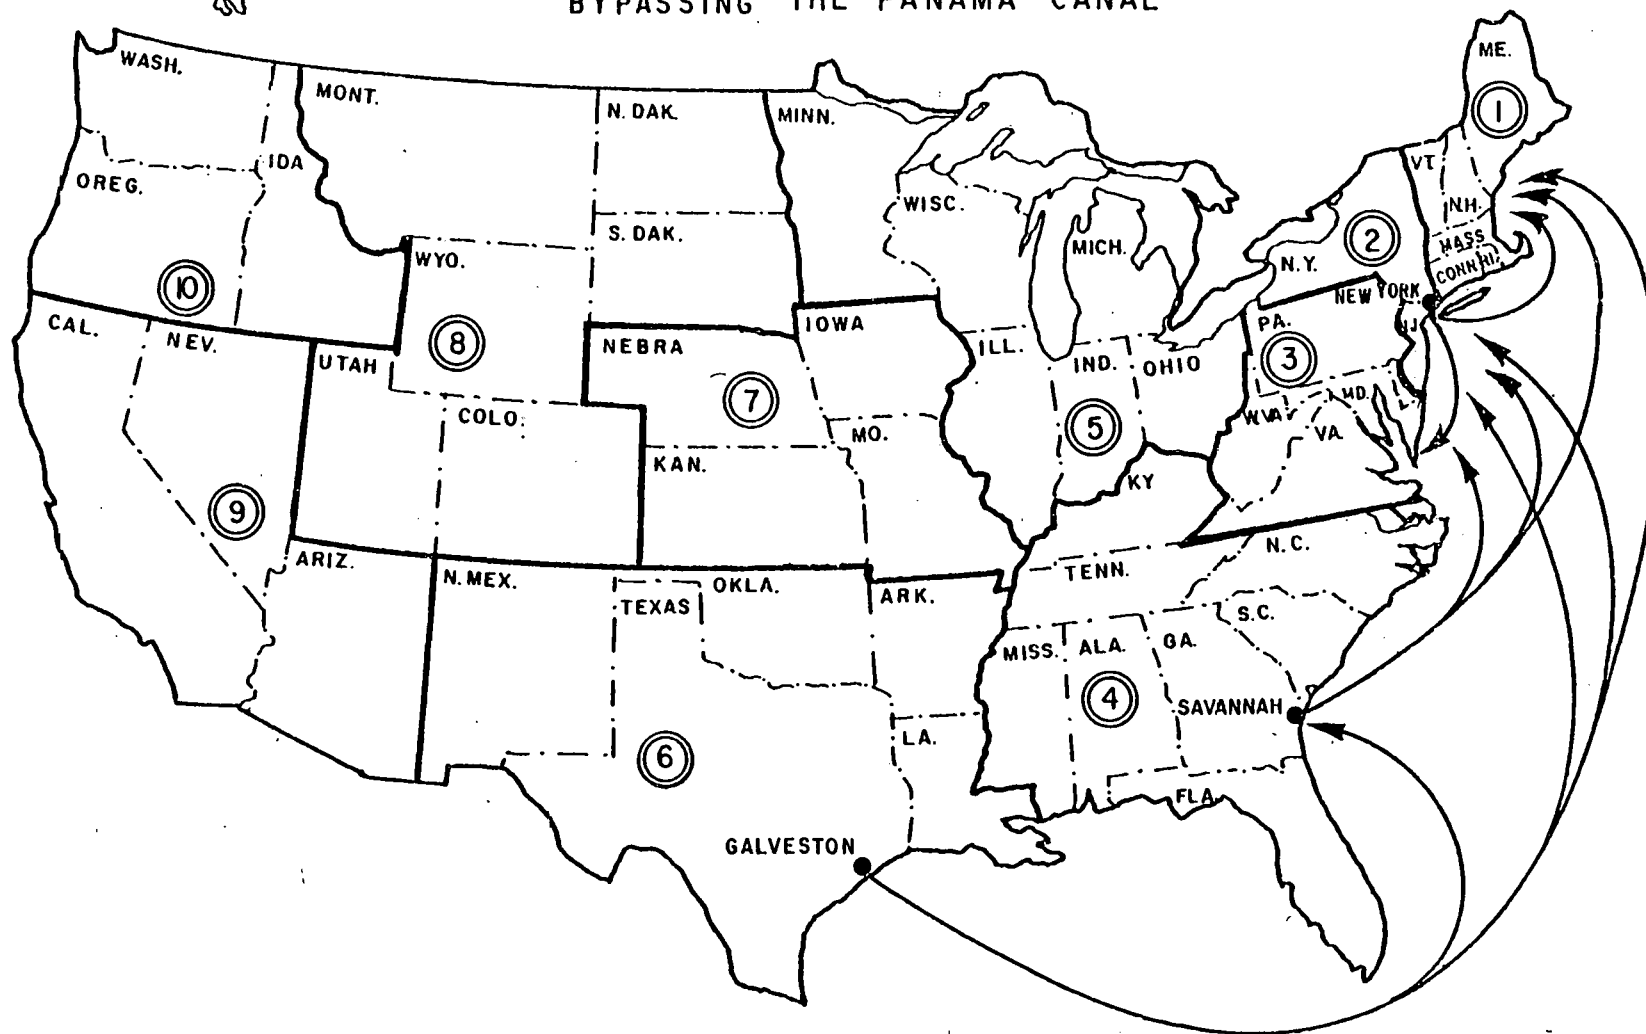 BYPASSING THE PANAMA CANAL
WASH.
MONT.
N. DAK.
MINN.
ME.
1
IDA
OREG.
VT.
WISC.
N.H.
S. DAK.
MICH.
2
MASS
WYO.
N.Y.
CONN
RI.
10
NEW YORK
CAL.
NEV.
8
IOWA
PA.
NJ
UTAH
NEBRA
ILL.
IND.
OHIO
3
7
MD.
COLO.
W.VA
5
MO.
VA.
KAN.
KY
9
ARIZ.
N.MEX.
OKLA.
TENN.
N.C.
TEXAS
ARK.
S.C.
MISS.
ALA.
GA.
4
SAVANNAH
6
LA.
FLA.
GALVESTON